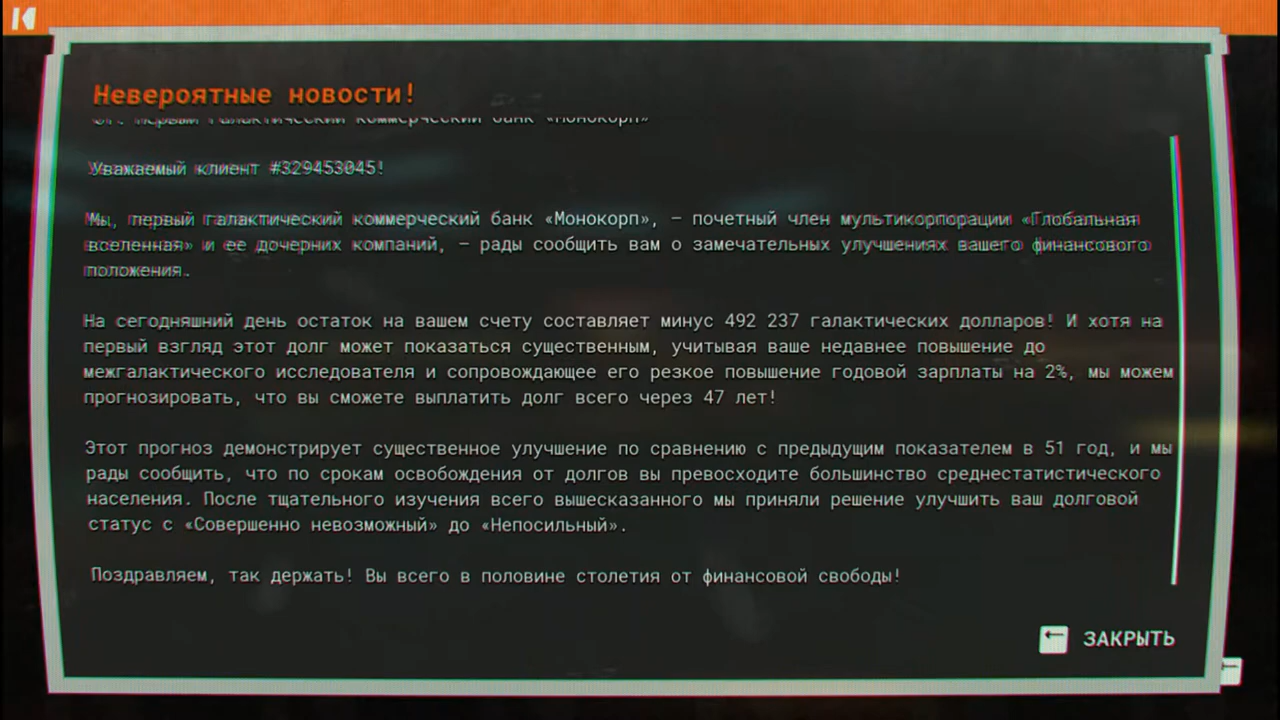 Невероятные новости!
От: Первый галактический коммерческий банк «Монокорп»
Уважаемый клиент #329453045!
Мы, первый галактический коммерческий банк «Монокорп», – почетный член мультикорпорации «Глобальная
вселенная» и ее дочерних компаний, – рады сообщить вам о замечательных улучшениях вашего финансового
положения.
На сегодняшний день остаток на вашем счету составляет минус 492 237 галактических долларов! И хотя на
первый взгляд этот долг может показаться существенным, учитывая ваше недавнее повышение до
межгалактического исследователя и сопровождающее его резкое повышение годовой зарплаты на 2%, мы можем
прогнозировать, что вы сможете выплатить долг всего через 47 лет!
Этот прогноз демонстрирует существенное улучшение по сравнению с предыдущим показателем в 51 год, и мы
рады сообщить, что по срокам освобождения от долгов вы превосходите большинство среднестатистического
населения. После тщательного изучения всего вышесказанного мы приняли решение улучшить ваш долговой
статус с «Совершенно невозможный» до «Непосильный».
Поздравляем, так держать! Вы всего в половине столетия от финансовой свободы!
ЗАКРЫТЬ